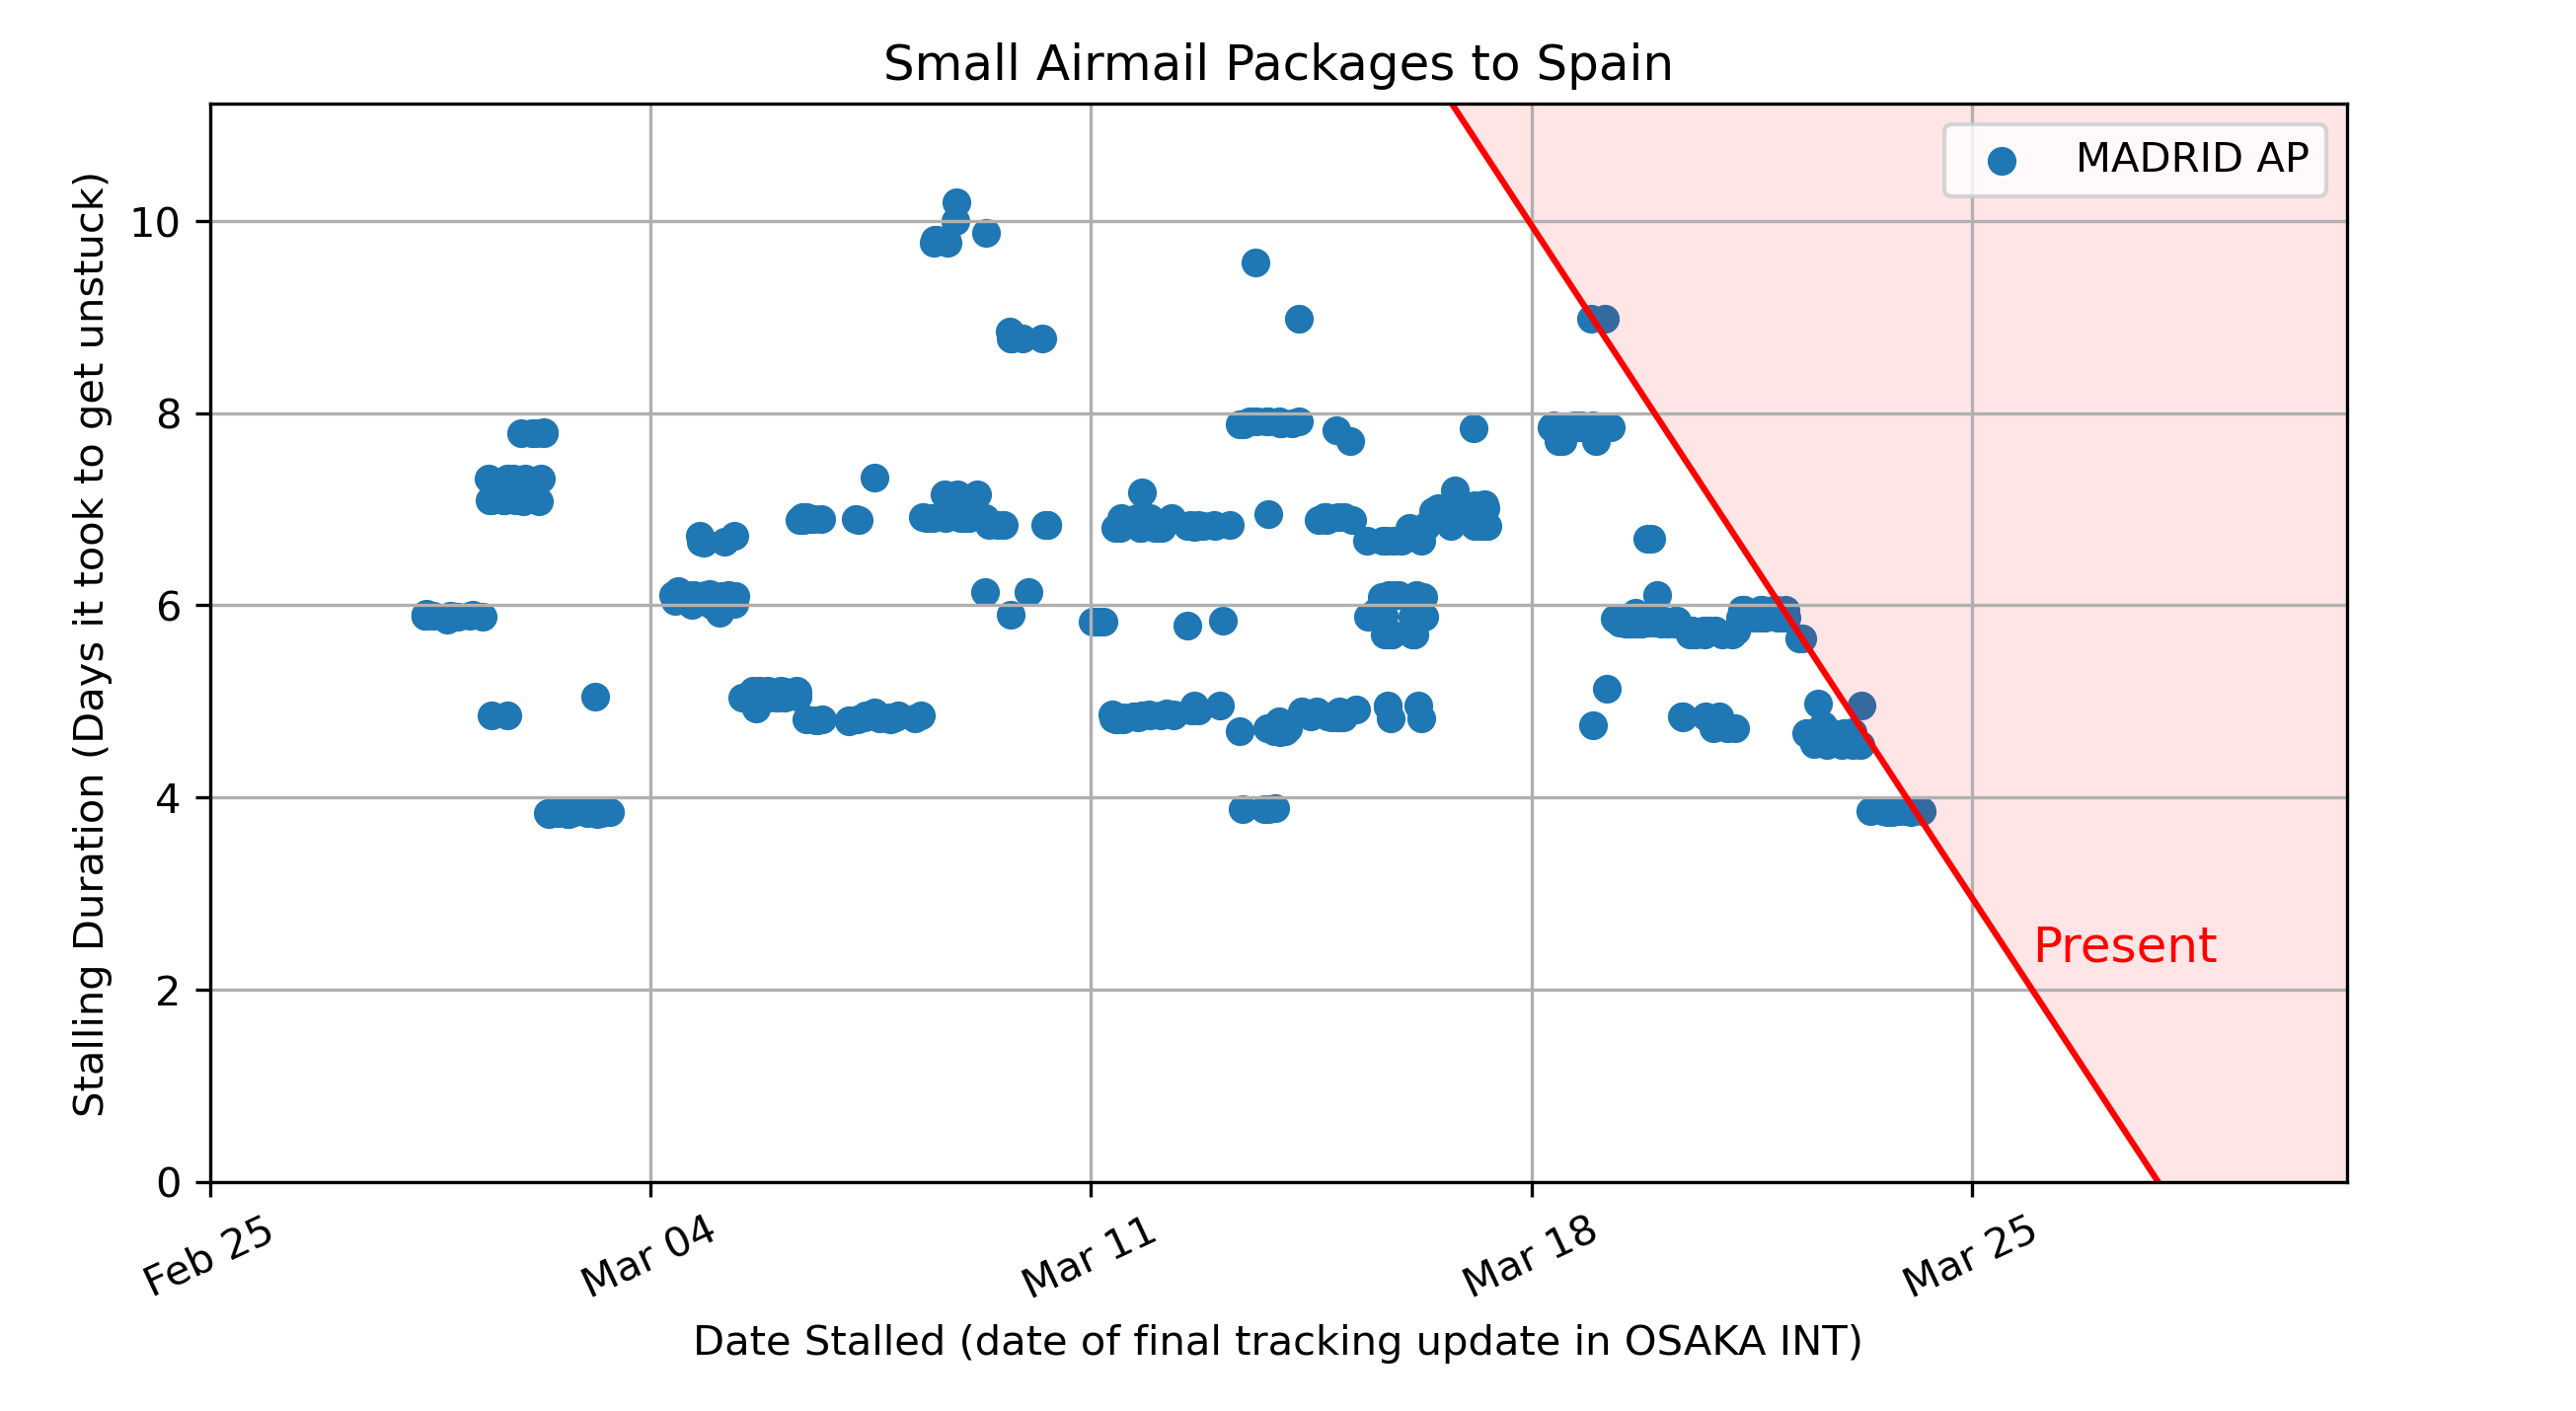 Small Airmail Packages to Spain
MADRID AP
Stalling Duration (Days it took to get unstuck)
10
8
6
4
2
0
Present
Feb 25
Mar 04
Mar 11
Mar 18
Mar 25
Date Stalled (date of final tracking update in OSAKA INT)